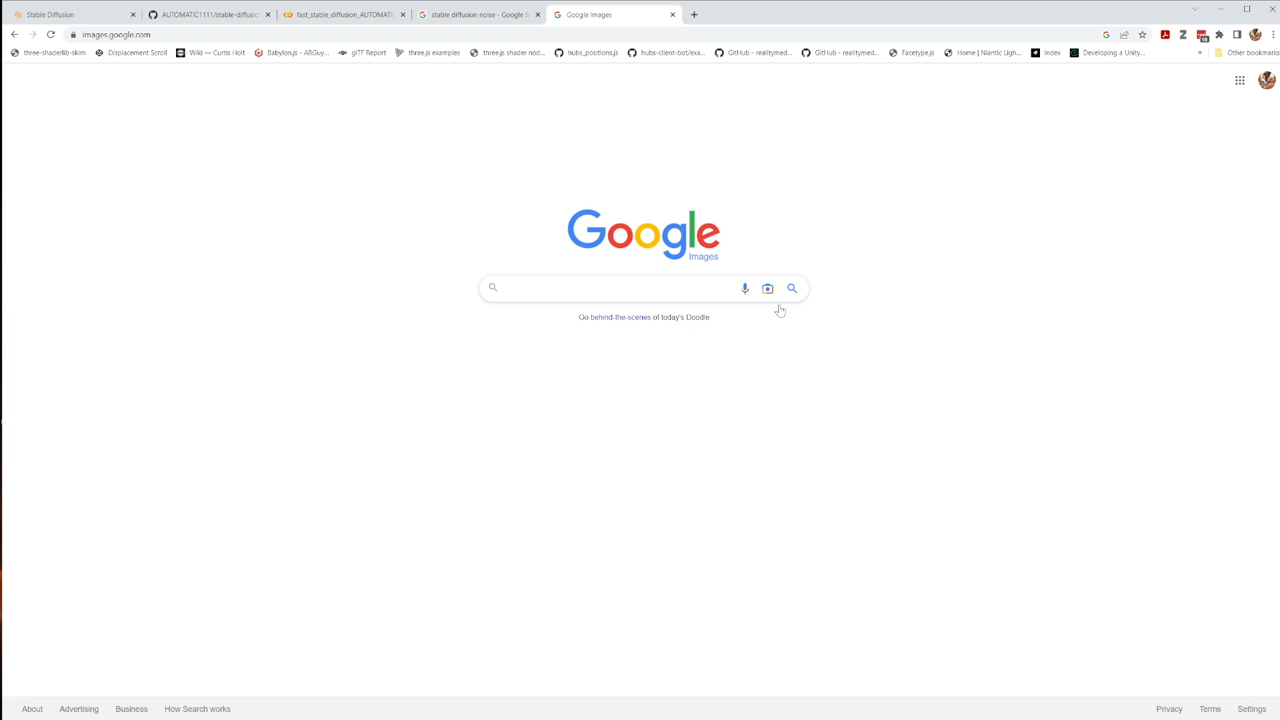 Stable Diffusion
AUTOMATIC1111/stable-diffusio
fast_stable_diffusion_AUTOMATI
stable diffusion noise - Google S
Google Images
images.google.com
three-shaderlib-skim
Displacement Scroll
Wiki — Curtis Holt
Babylon.js - ARGuy...
glTF Report
three.js examples
three.js shader nod...
hubs_positions.js
hubs-client-bot/exa...
GitHub - realitymed...
GitHub - realitymed...
Facetype.js
Home | Niantic Ligh...
Index
Developing a Unity...
»
Other bookmarks
Google
Images
Go behind-the-scenes of today's Doodle
About
Advertising
Business
How Search works
Privacy
Terms
Settings